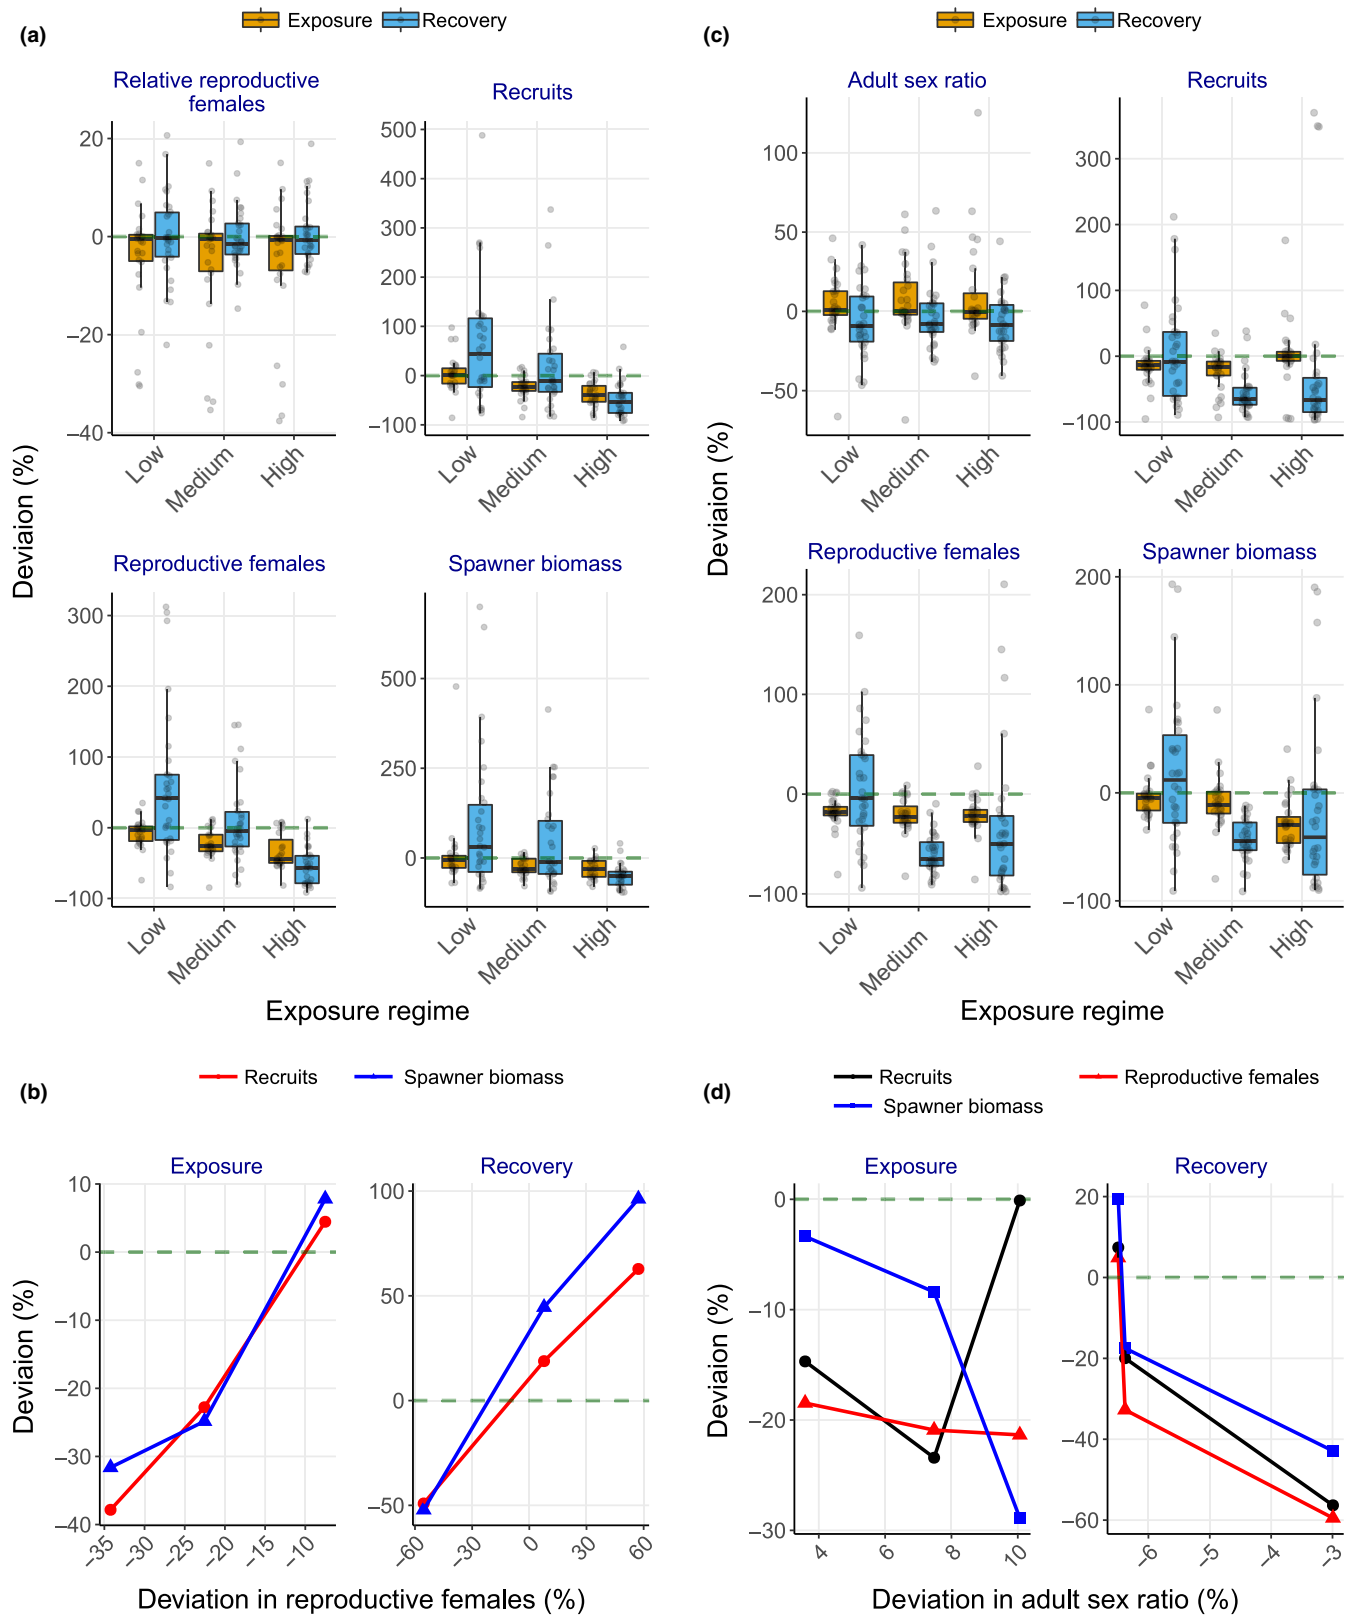 (a)
Exposure Recovery
Relative reproductive
females
Recruits
20
0
−20
−40
500
400
300
200
100
0
−100
Low
Medium
High
Low
Medium
High
Reproductive females
Spawner biomass
300
200
100
0
−100
500
250
0
Low
Medium
High
Low
Medium
High
Deviaion (%)
Exposure regime
(c)
Exposure Recovery
Adult sex ratio
Recruits
100
50
0
−50
300
200
100
0
−100
Low
Medium
High
Low
Medium
High
Reproductive females
Spawner biomass
200
100
0
−100
200
100
0
−100
Low
Medium
High
Low
Medium
High
Deviaion (%)
Exposure regime
(b)
Recruits Spawner biomass
Exposure
Recovery
10
0
−10
−20
−30
−40
−35
−30
−25
−20
−15
−10
100
50
0
−50
−60
−30
0
30
60
Deviaion (%)
Deviation in reproductive females (%)
(d)
Recruits Reproductive females
Spawner biomass
Exposure
Recovery
0
−10
−20
−30
4
6
8
10
20
0
−20
−40
−60
−6
−5
−4
−3
Deviaion (%)
Deviation in adult sex ratio (%)